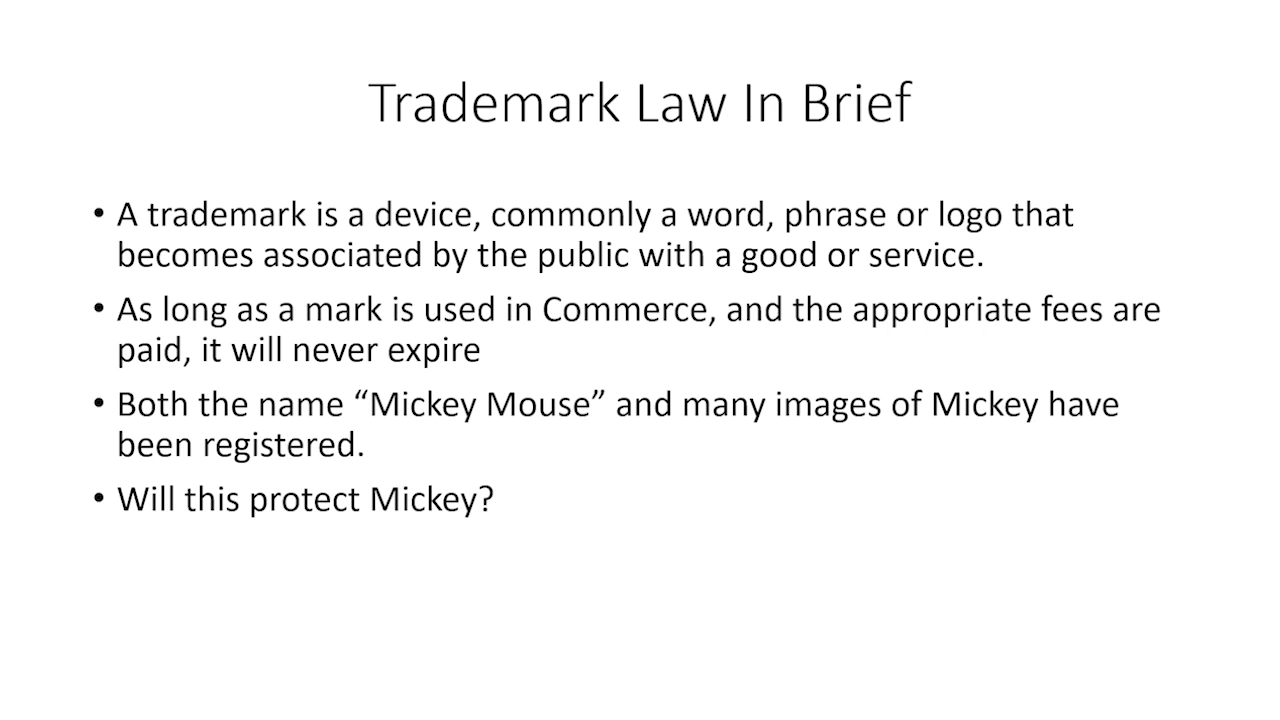 Trademark Law In Brief
• A trademark is a device, commonly a word, phrase or logo that
becomes associated by the public with a good or service.
• As long as a mark is used in Commerce, and the appropriate fees are
paid, it will never expire
• Both the name “Mickey Mouse” and many images of Mickey have
been registered.
• Will this protect Mickey?